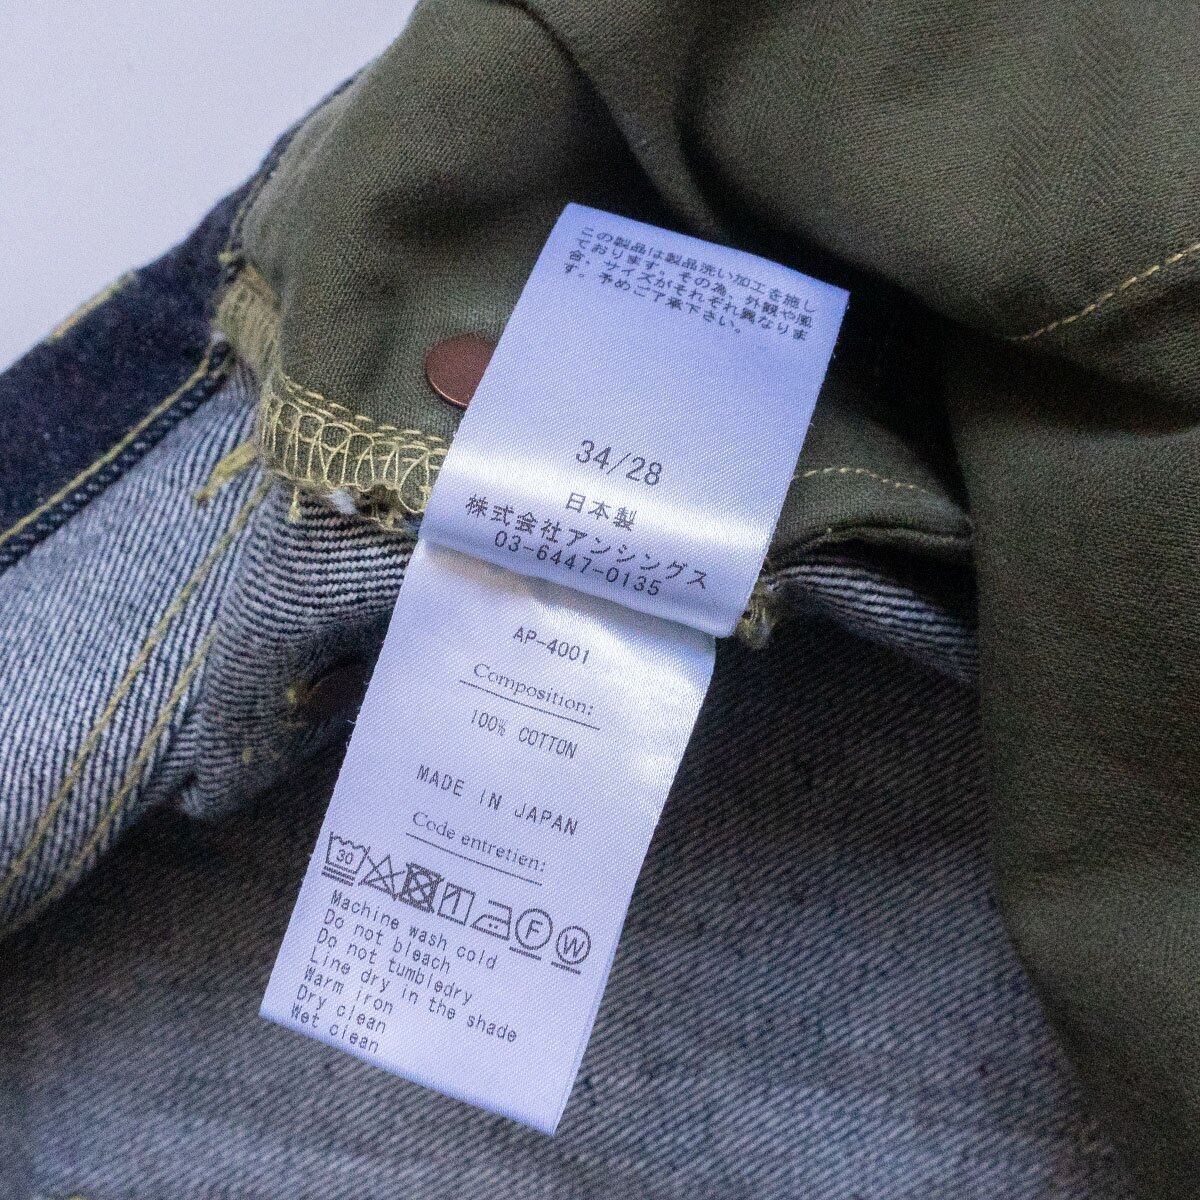 この製品は製品洗い加工を施し
ております。その為、外観や風
合、サイズがそれぞれ異なりま
す。予めご了承下さい。
34/28
日本製
株式会社アンシングス
03-6447-0135
AP-4001
Composition:
100% COTTON
MADE IN JAPAN
Code entretien:
30
F W
Machine wash cold
Do not bleach
Do not tumbledry
Line dry in the shade
Warm iron
Dry clean
Wet clean